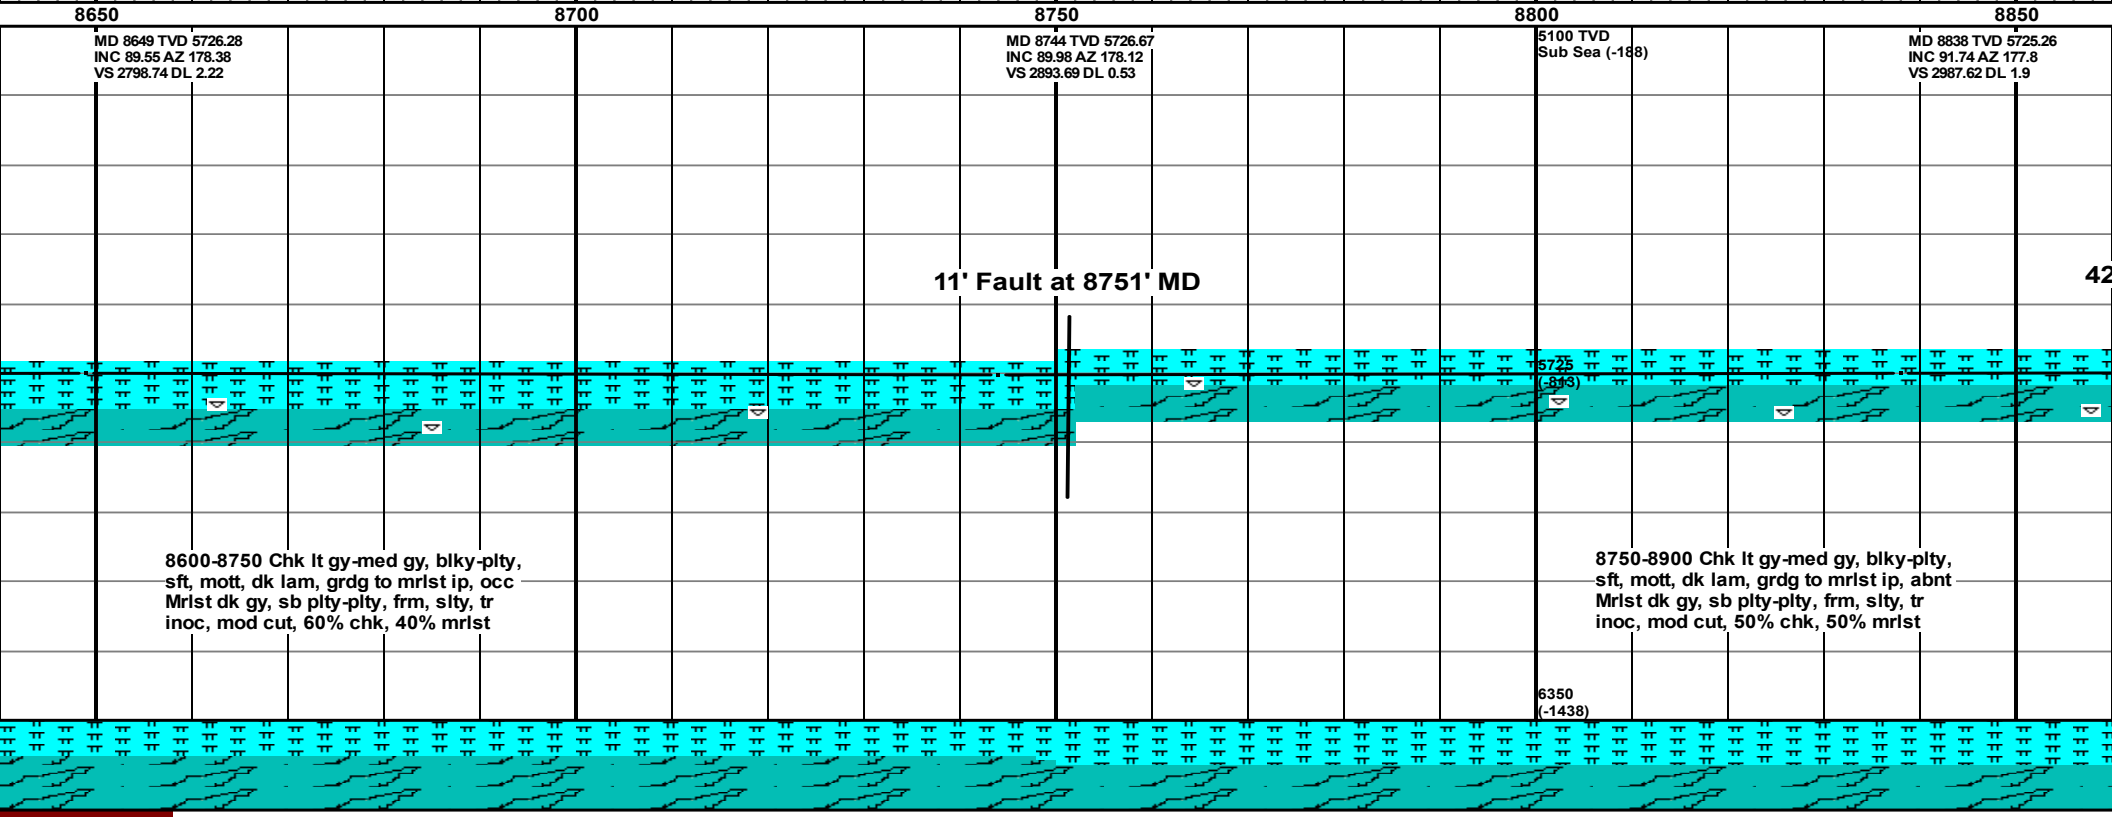 8650 8700 8750 8800 8850
MD 8649 TVD 5726.28
INC 89.55 AZ 178.38
VS 2798.74 DL 2.22
MD 8744 TVD 5726.67
INC 89.98 AZ 178.12
VS 2893.69 DL 0.53
5100 TVD
Sub Sea (-188)
MD 8838 TVD 5725.26
INC 91.74 AZ 177.8
VS 2987.62 DL 1.9
11' Fault at 8751' MD
42
5725
(-813)
8600-8750 Chk lt gy-med gy, blky-plty,
sft, mott, dk lam, grdg to mrlst ip, occ
Mrlst dk gy, sb plty-plty, frm, slty, tr
inoc, mod cut, 60% chk, 40% mrlst
8750-8900 Chk lt gy-med gy, blky-plty,
sft, mott, dk lam, grdg to mrlst ip, abnt
Mrlst dk gy, sb plty-plty, frm, slty, tr
inoc, mod cut, 50% chk, 50% mrlst
6350
(-1438)